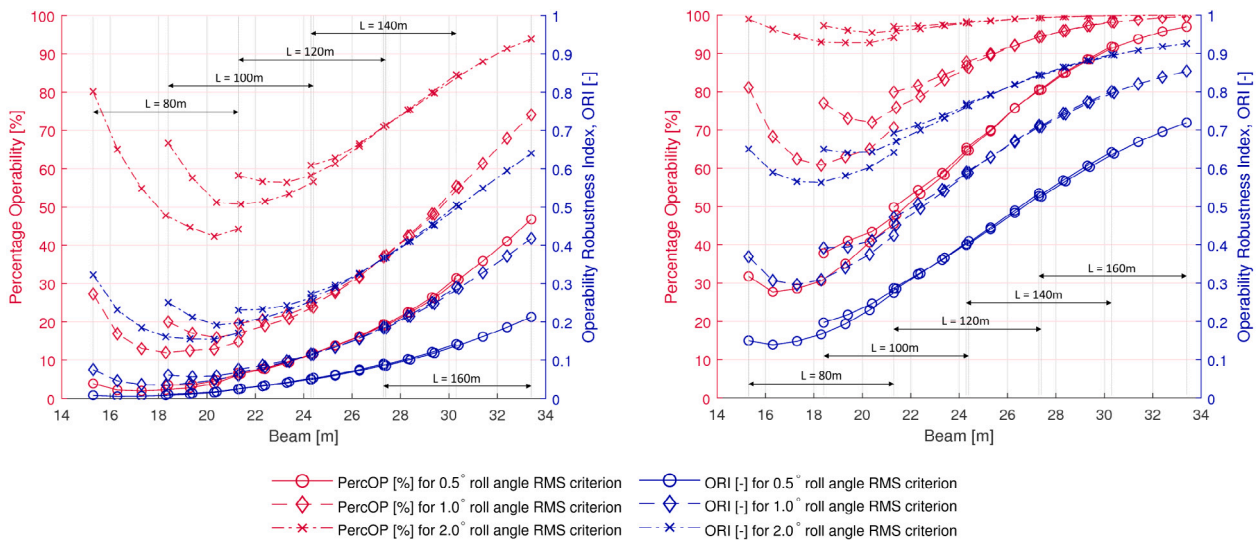 100
90
80
70
60
50
40
30
20
10
0
Percentage Operability [%]
14 16 18 20 22 24 26 28 30 32 34
Beam [m]
1
0.9
0.8
0.7
0.6
0.5
0.4
0.3
0.2
0.1
0
Operability Robustness Index, ORI [-]
L = 140m
L = 120m
L = 100m
L = 80m
L = 160m
100
90
80
70
60
50
40
30
20
10
0
Percentage Operability [%]
14 16 18 20 22 24 26 28 30 32 34
Beam [m]
1
0.9
0.8
0.7
0.6
0.5
0.4
0.3
0.2
0.1
0
Operability Robustness Index, ORI [-]
L = 160m
L = 140m
L = 120m
L = 100m
L = 80m
PercOP [%] for 0.5° roll angle RMS criterion
PercOP [%] for 1.0° roll angle RMS criterion
PercOP [%] for 2.0° roll angle RMS criterion
ORI [-] for 0.5° roll angle RMS criterion
ORI [-] for 1.0° roll angle RMS criterion
ORI [-] for 2.0° roll angle RMS criterion